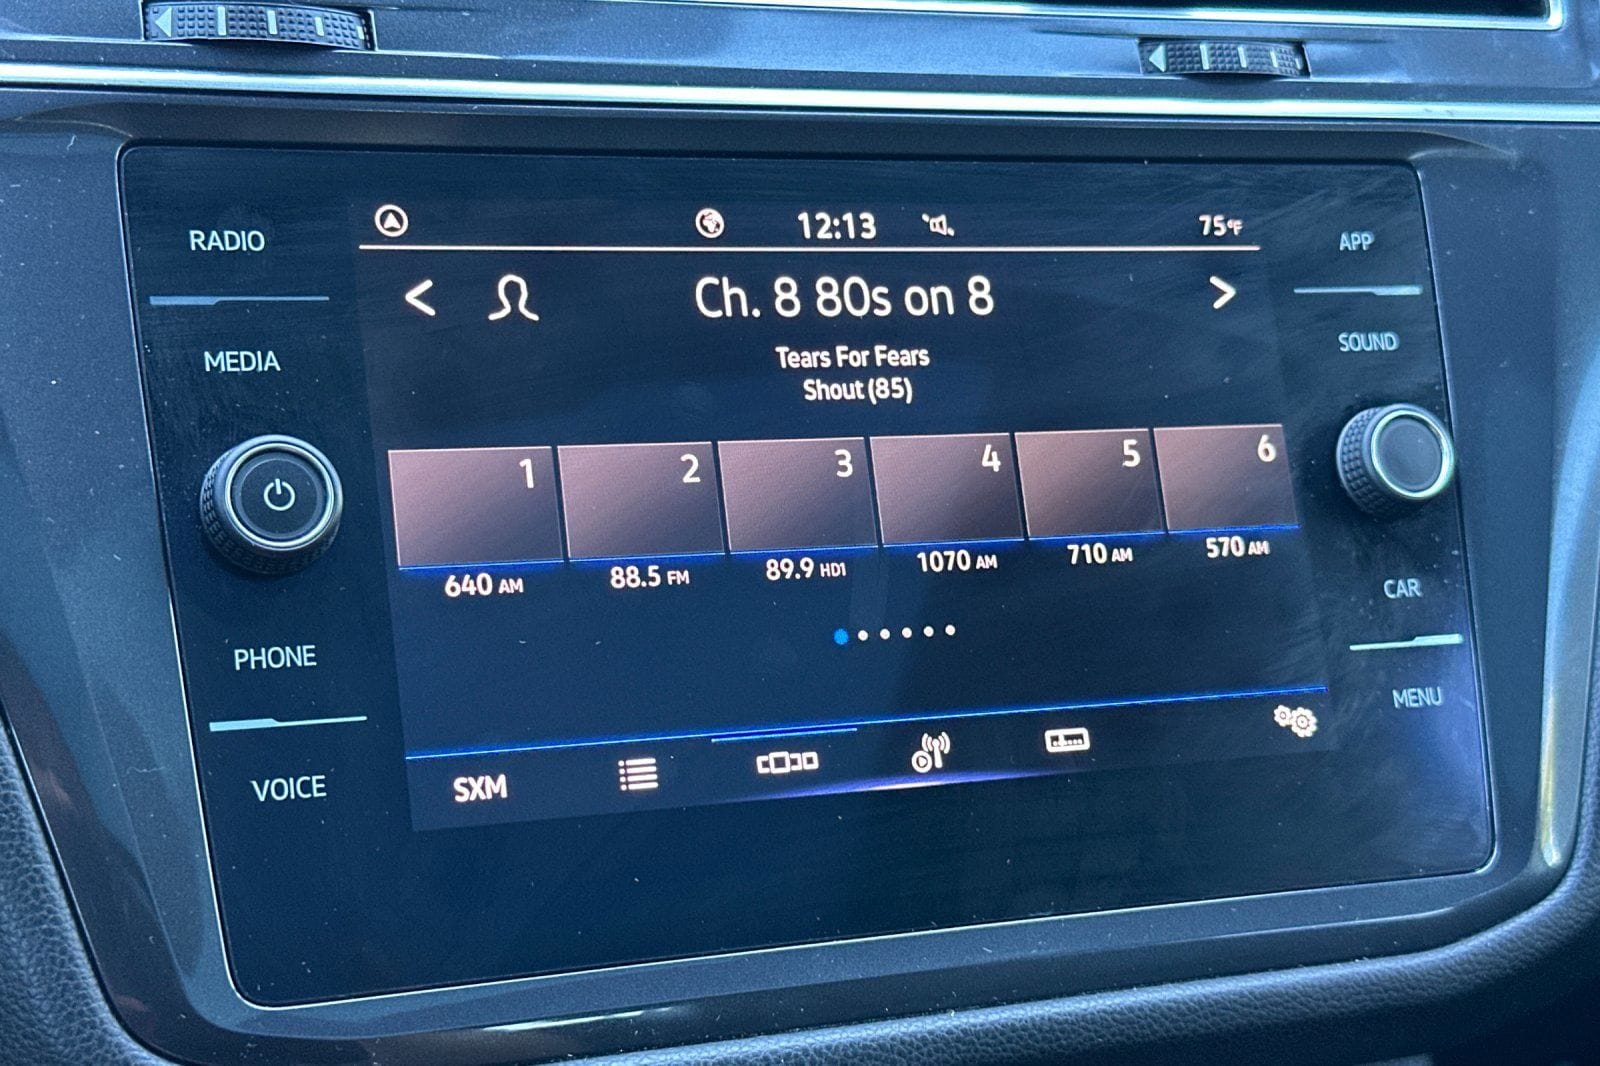 RADIO
MEDIA
PHONE
VOICE
12:13
75°F
Ch. 8 80s on 8
Tears For Fears
Shout (85)
1
2
3
4
5
6
640 AM
88.5 FM
89.9 HD1
1070 AM
710 AM
570 AM
SXM
APP
SOUND
CAR
MENU